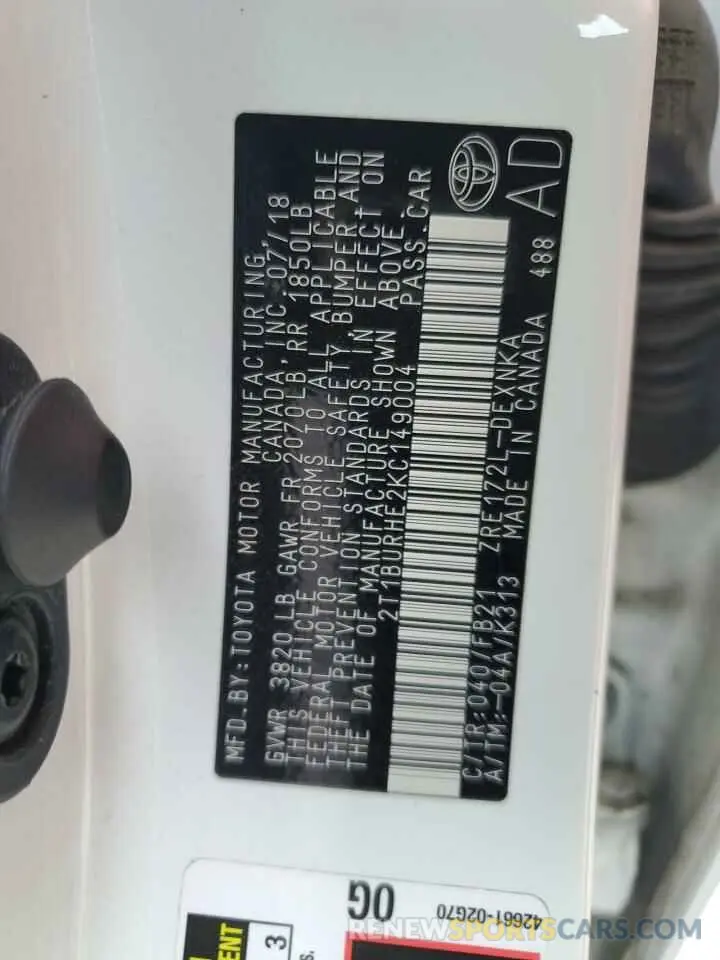 MFD. BY: TOYOTA MOTOR MANUFACTURING,
CANADA, INC. 07/18
GVWR 3820 LB GAWR FR 2070LB, RR 1850LB
THIS VEHICLE CONFORMS TO ALL APPLICABLE
FEDERAL MOTOR VEHICLE SAFETY, BUMPER, AND
THEFT PREVENTION STANDARDS IN EFFECT ON
THE DATE OF MANUFACTURE SHOWN ABOVE.
2T1BURHE2KC149004 PASS. CAR
C/TR: 040/FB21 ZRE172L-DEXNKA 488
A/TM: -04A/K313 MADE IN CANADA
AD
0G
42661-02G70
3
RENEWSPORTSCARS.COM